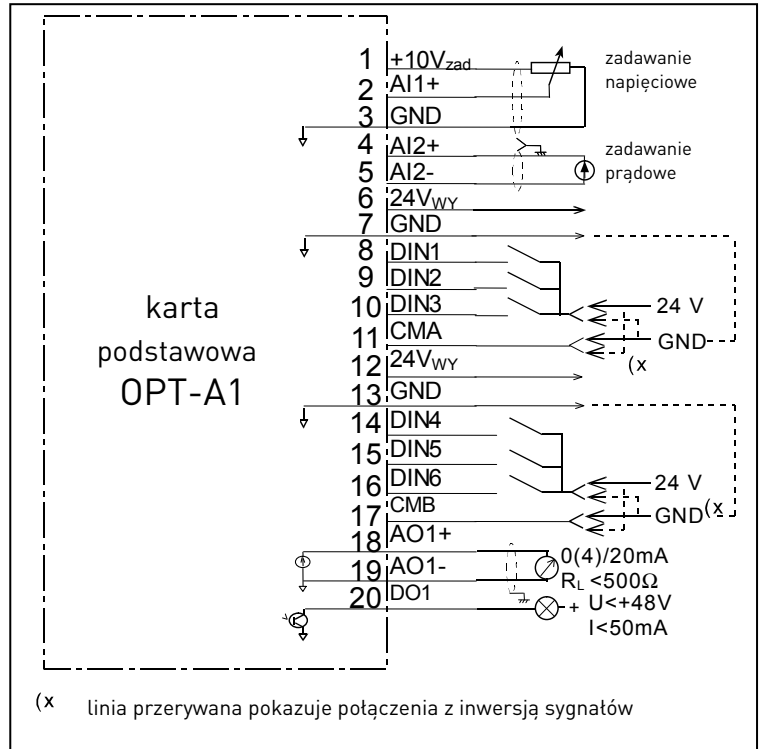 1 +10Vzad
zadawanie
napięciowe
2 AI1+
3 GND
4 AI2+
zadawanie
prądowe
5 AI2-
6 24VWY
7 GND
8 DIN1
9 DIN2
10 DIN3
24 V
11 CMA
GND
(x
12 24VWY
13 GND
14 DIN4
15 DIN5
16 DIN6
24 V
17 CMB
GND(x
18 AO1+
0(4)/20mA
19 AO1-
RL <500Ω
20 DO1
+ U<+48V
I<50mA
karta
podstawowa
OPT-A1
(x linia przerywana pokazuje połączenia z inwersją sygnałów